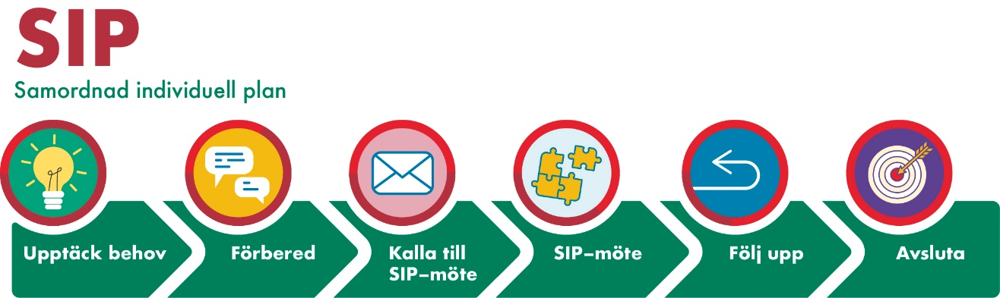 SIP
Samordnad individuell plan
Upptäck behov
Förbered
Kalla till
SIP–möte
SIP–möte
Följ upp
Avsluta